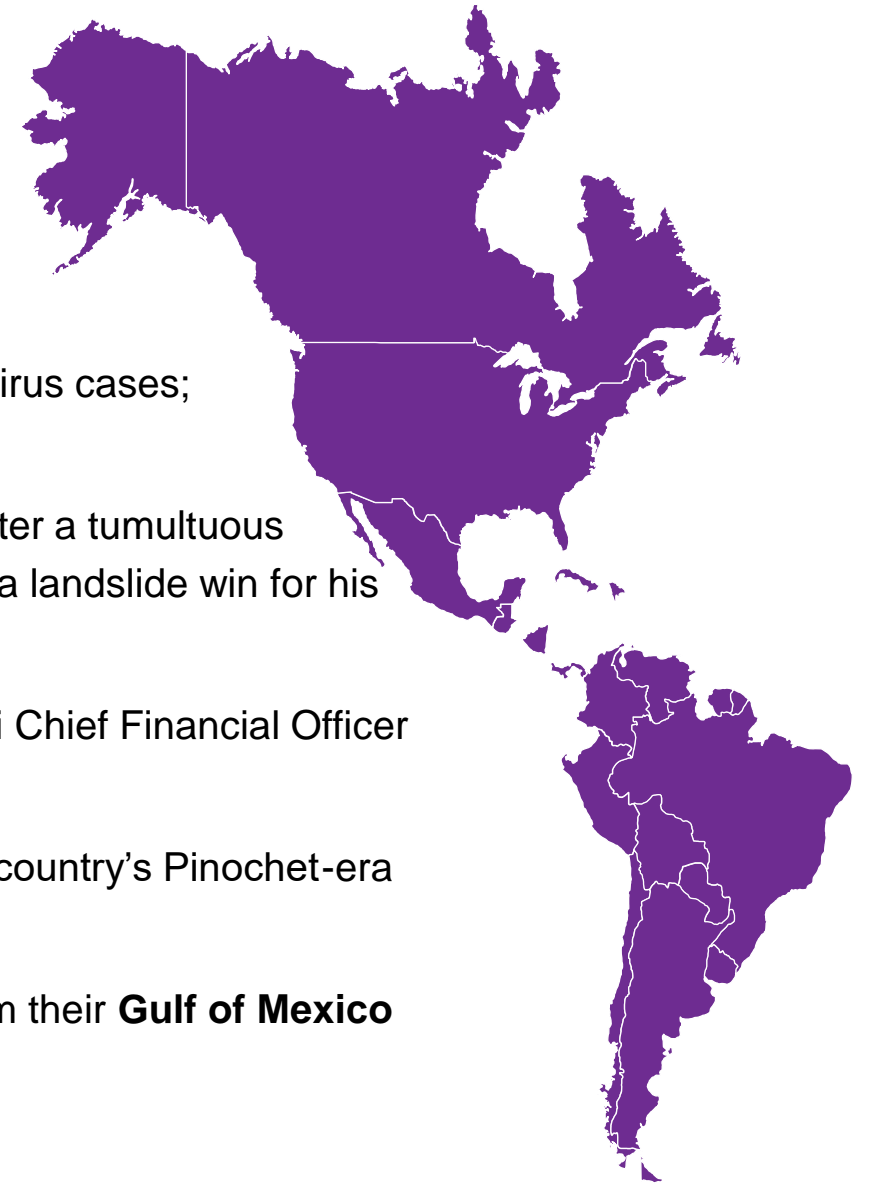 irus cases;
ter a tumultuous
a landslide win for his
i Chief Financial Officer
country’s Pinochet-era
m their Gulf of Mexico